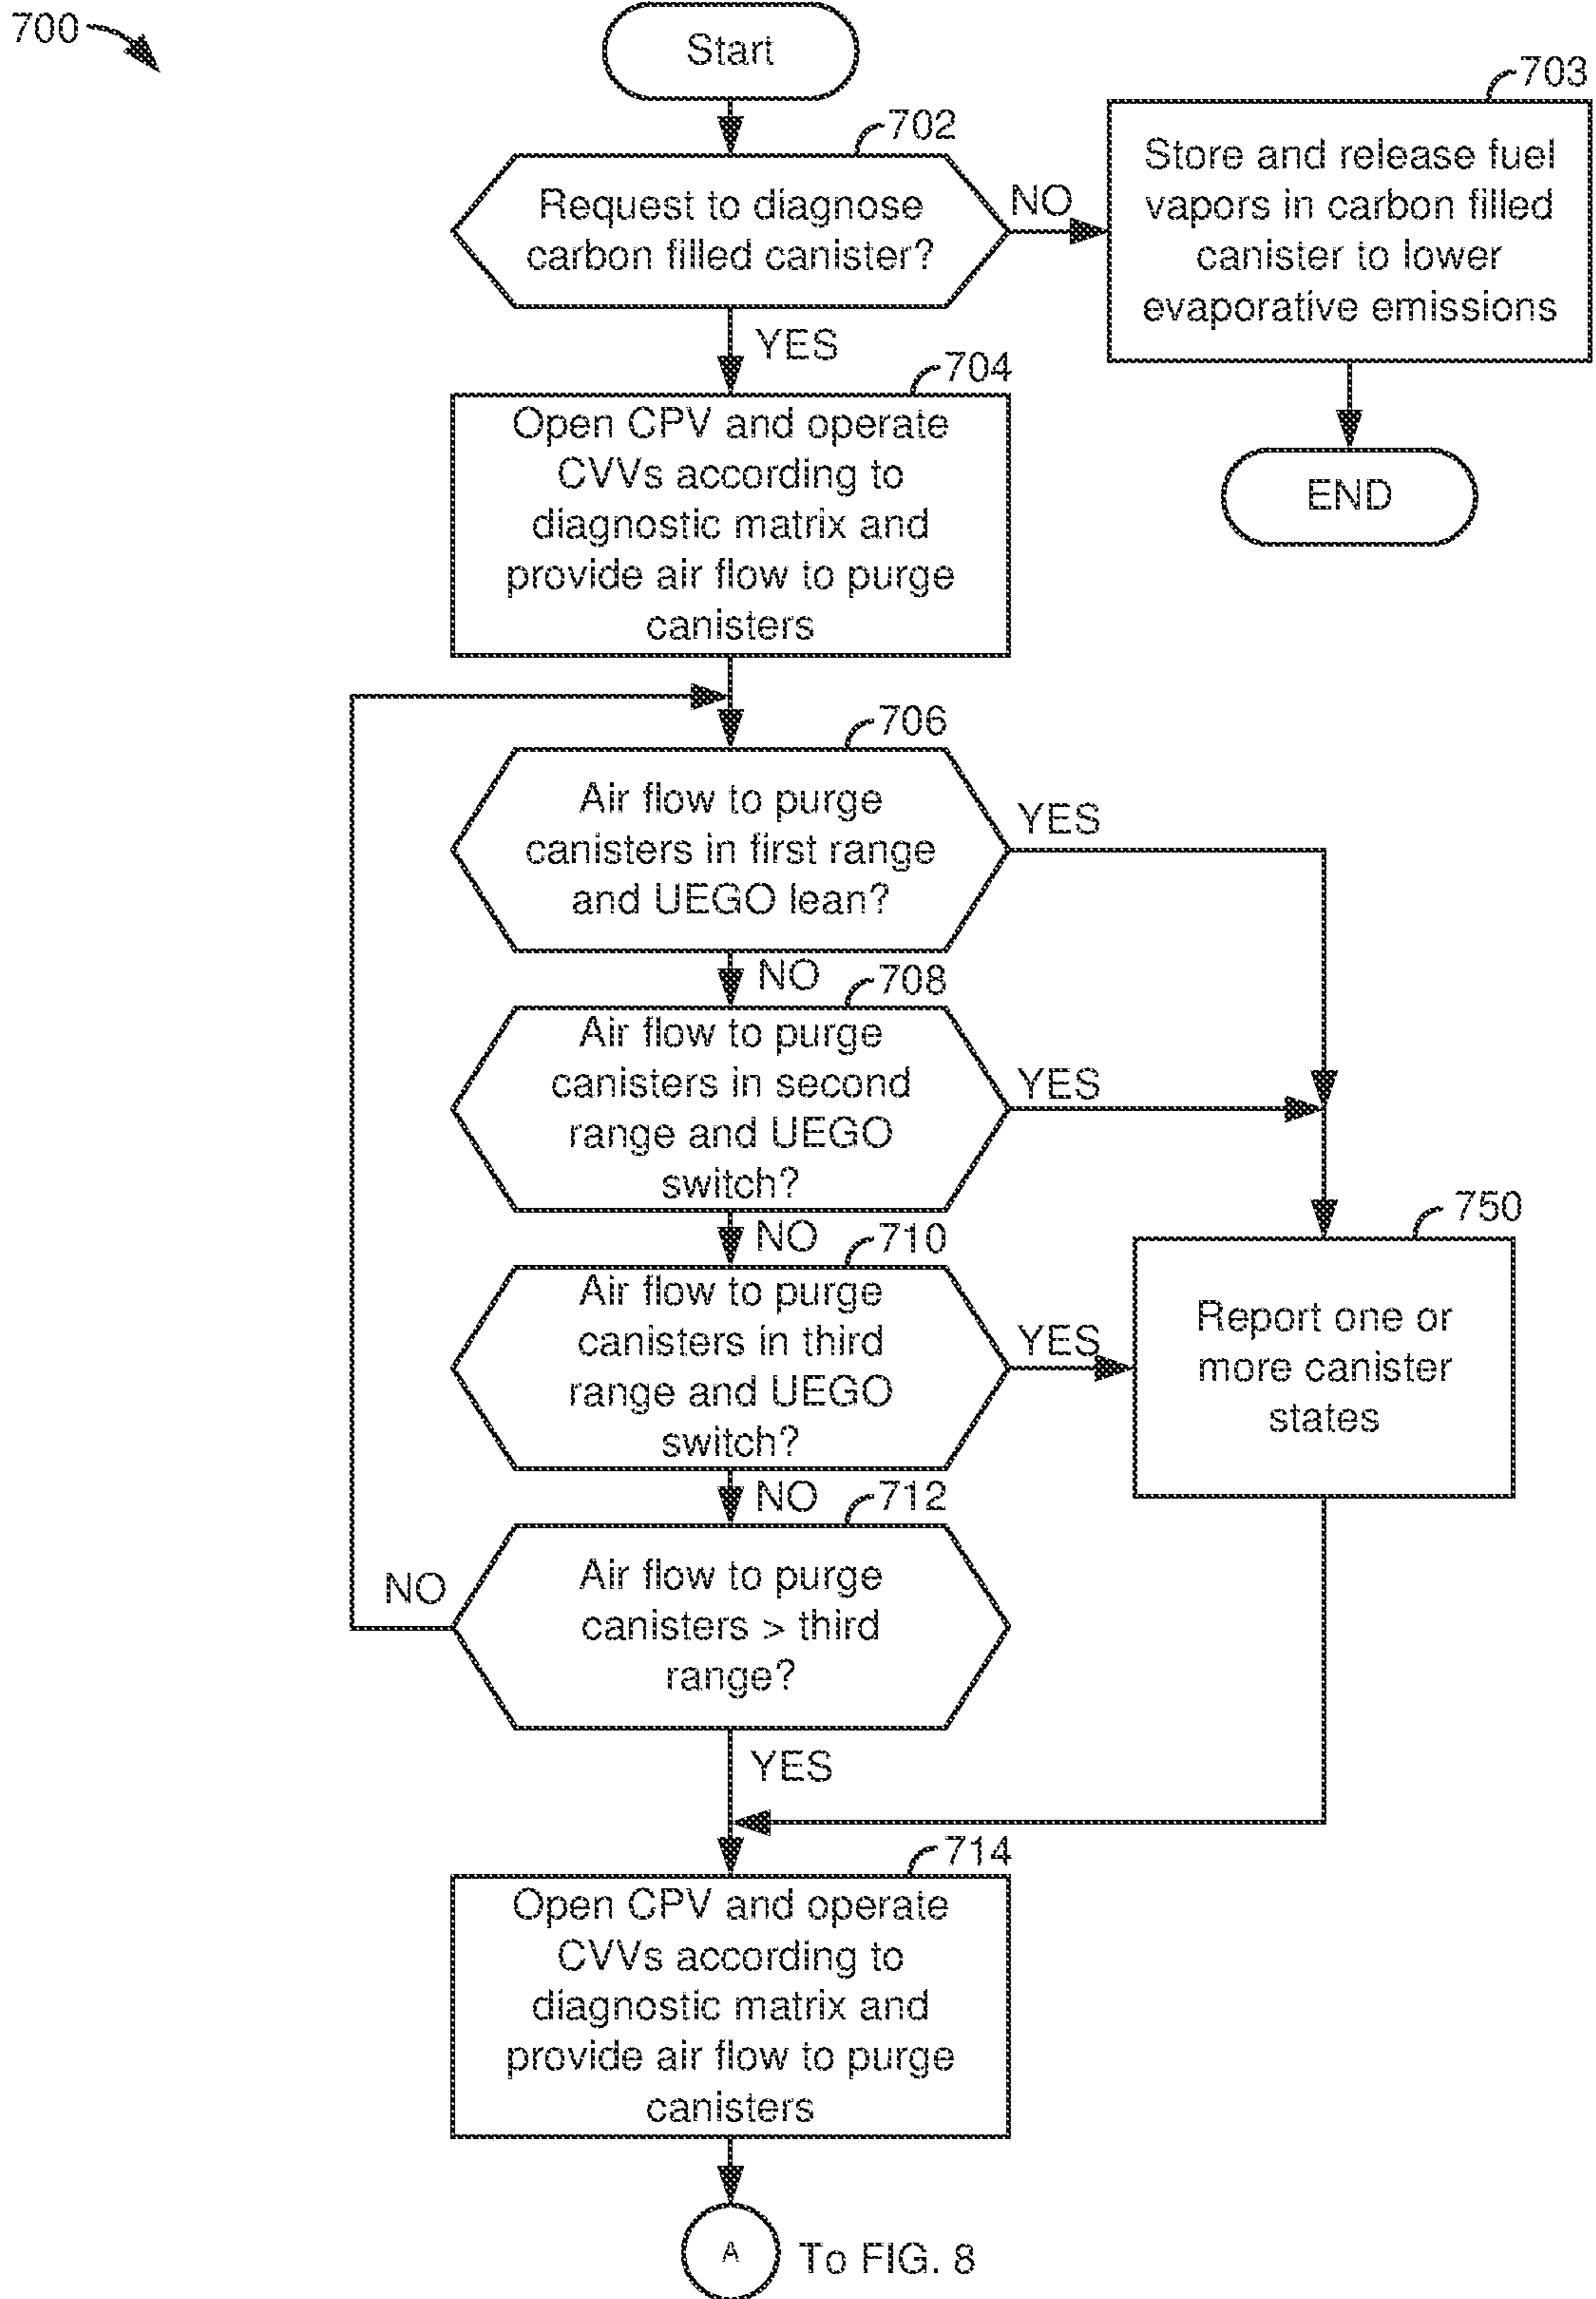 700
Start
702
Request to diagnose
carbon filled canister?
NO
703
Store and release fuel
vapors in carbon filled
canister to lower
evaporative emissions
END
YES
704
Open CPV and operate
CVVs according to
diagnostic matrix and
provide air flow to purge
canisters
706
Air flow to purge
canisters in first range
and UEGO lean?
YES
NO
708
Air flow to purge
canisters in second
range and UEGO
switch?
YES
NO
710
Air flow to purge
canisters in third
range and UEGO
switch?
YES
750
Report one or
more canister
states
NO
712
Air flow to purge
canisters > third
range?
NO
YES
714
Open CPV and operate
CVVs according to
diagnostic matrix and
provide air flow to purge
canisters
A
To FIG. 8